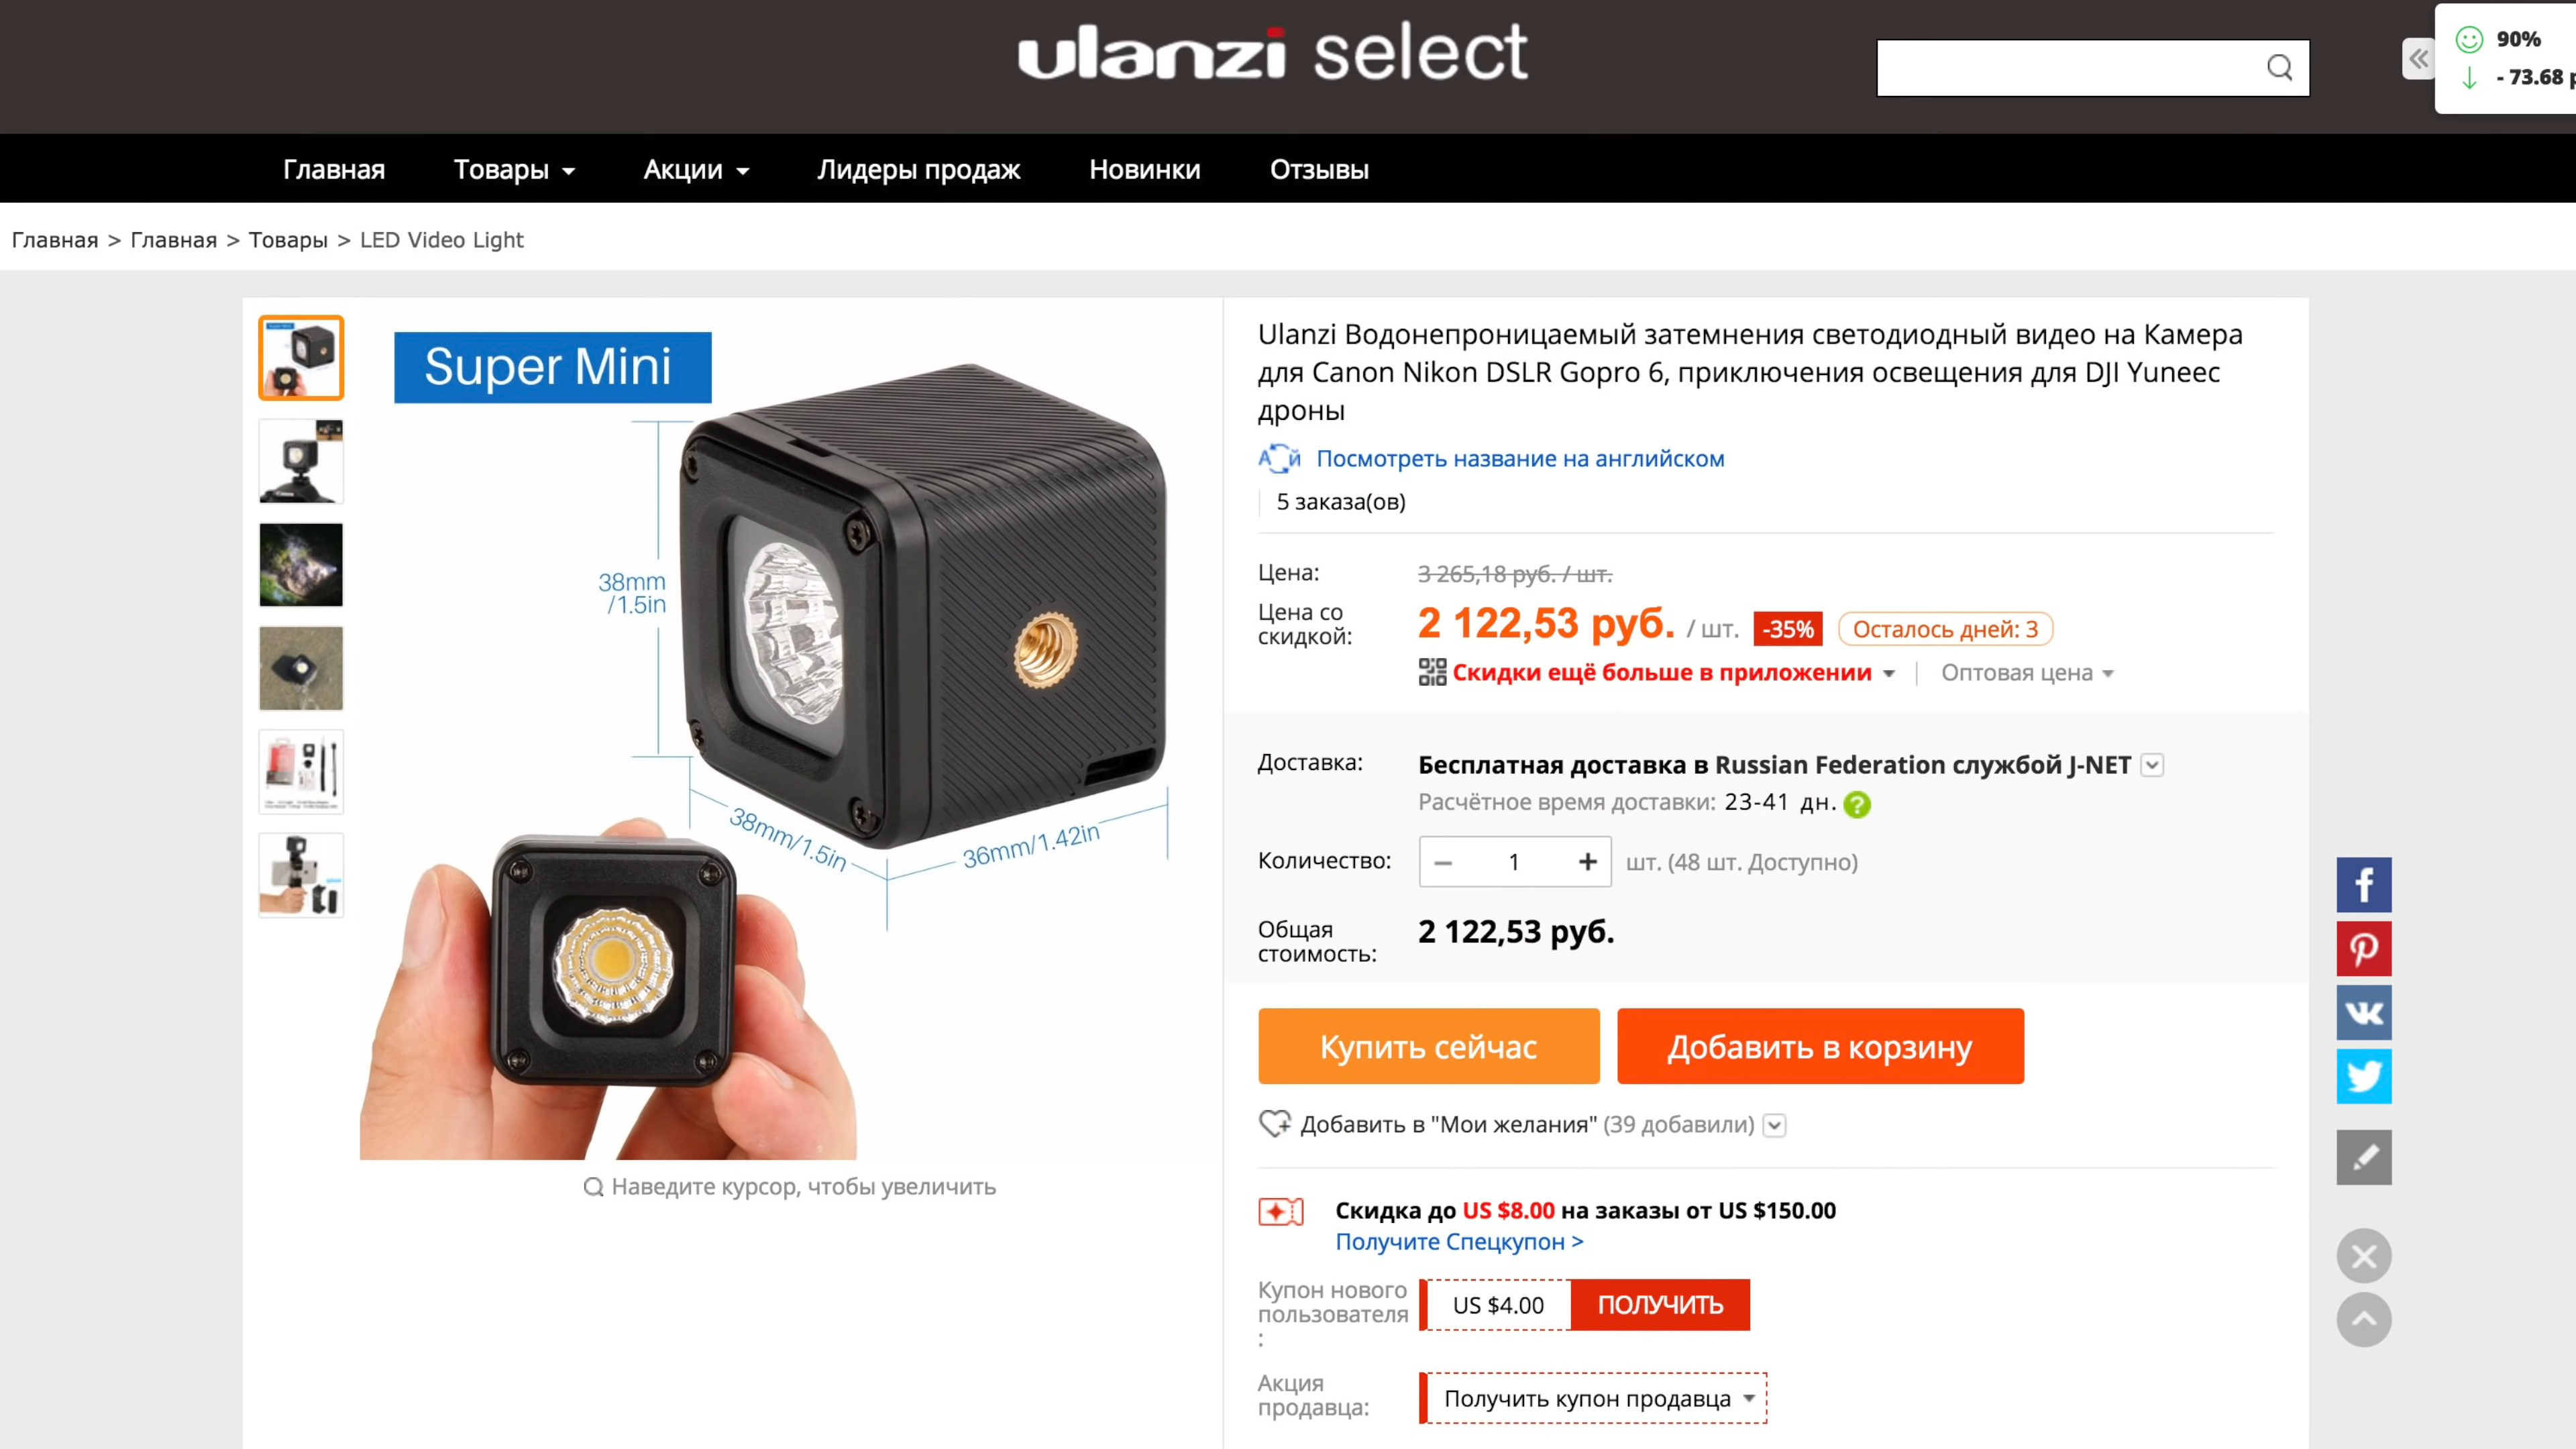 ulanzi select
90%
- 73.68
Главная Товары Акции Лидеры продаж Новинки Отзывы
Главная > Главная > Товары > LED Video Light
Super Mini
38mm
/1.5in
38mm/1.5in
36mm/1.42in
Наведите курсор, чтобы увеличить
Ulanzi Водонепроницаемый затемнения светодиодный видео на Камера
для Canon Nikon DSLR Gopro 6, приключения освещения для DJI Yuneec
дроны
Посмотреть название на английском
5 заказа(ов)
Цена: 3 265,18 руб. / шт.
Цена со
скидкой: 2 122,53 руб. / шт. -35% Осталось дней: 3
Скидки ещё больше в приложении Оптовая цена
Доставка: Бесплатная доставка в Russian Federation службой J-NET
Расчётное время доставки: 23-41 дн. ?
Количество: − 1 + шт. (48 шт. Доступно)
Общая
стоимость: 2 122,53 руб.
Купить сейчас Добавить в корзину
Добавить в "Мои желания" (39 добавили)
Скидка до US $8.00 на заказы от US $150.00
Получите Спецкупон >
Купон нового
пользователя
: US $4.00 ПОЛУЧИТЬ
Акция
продавца: Получить купон продавца